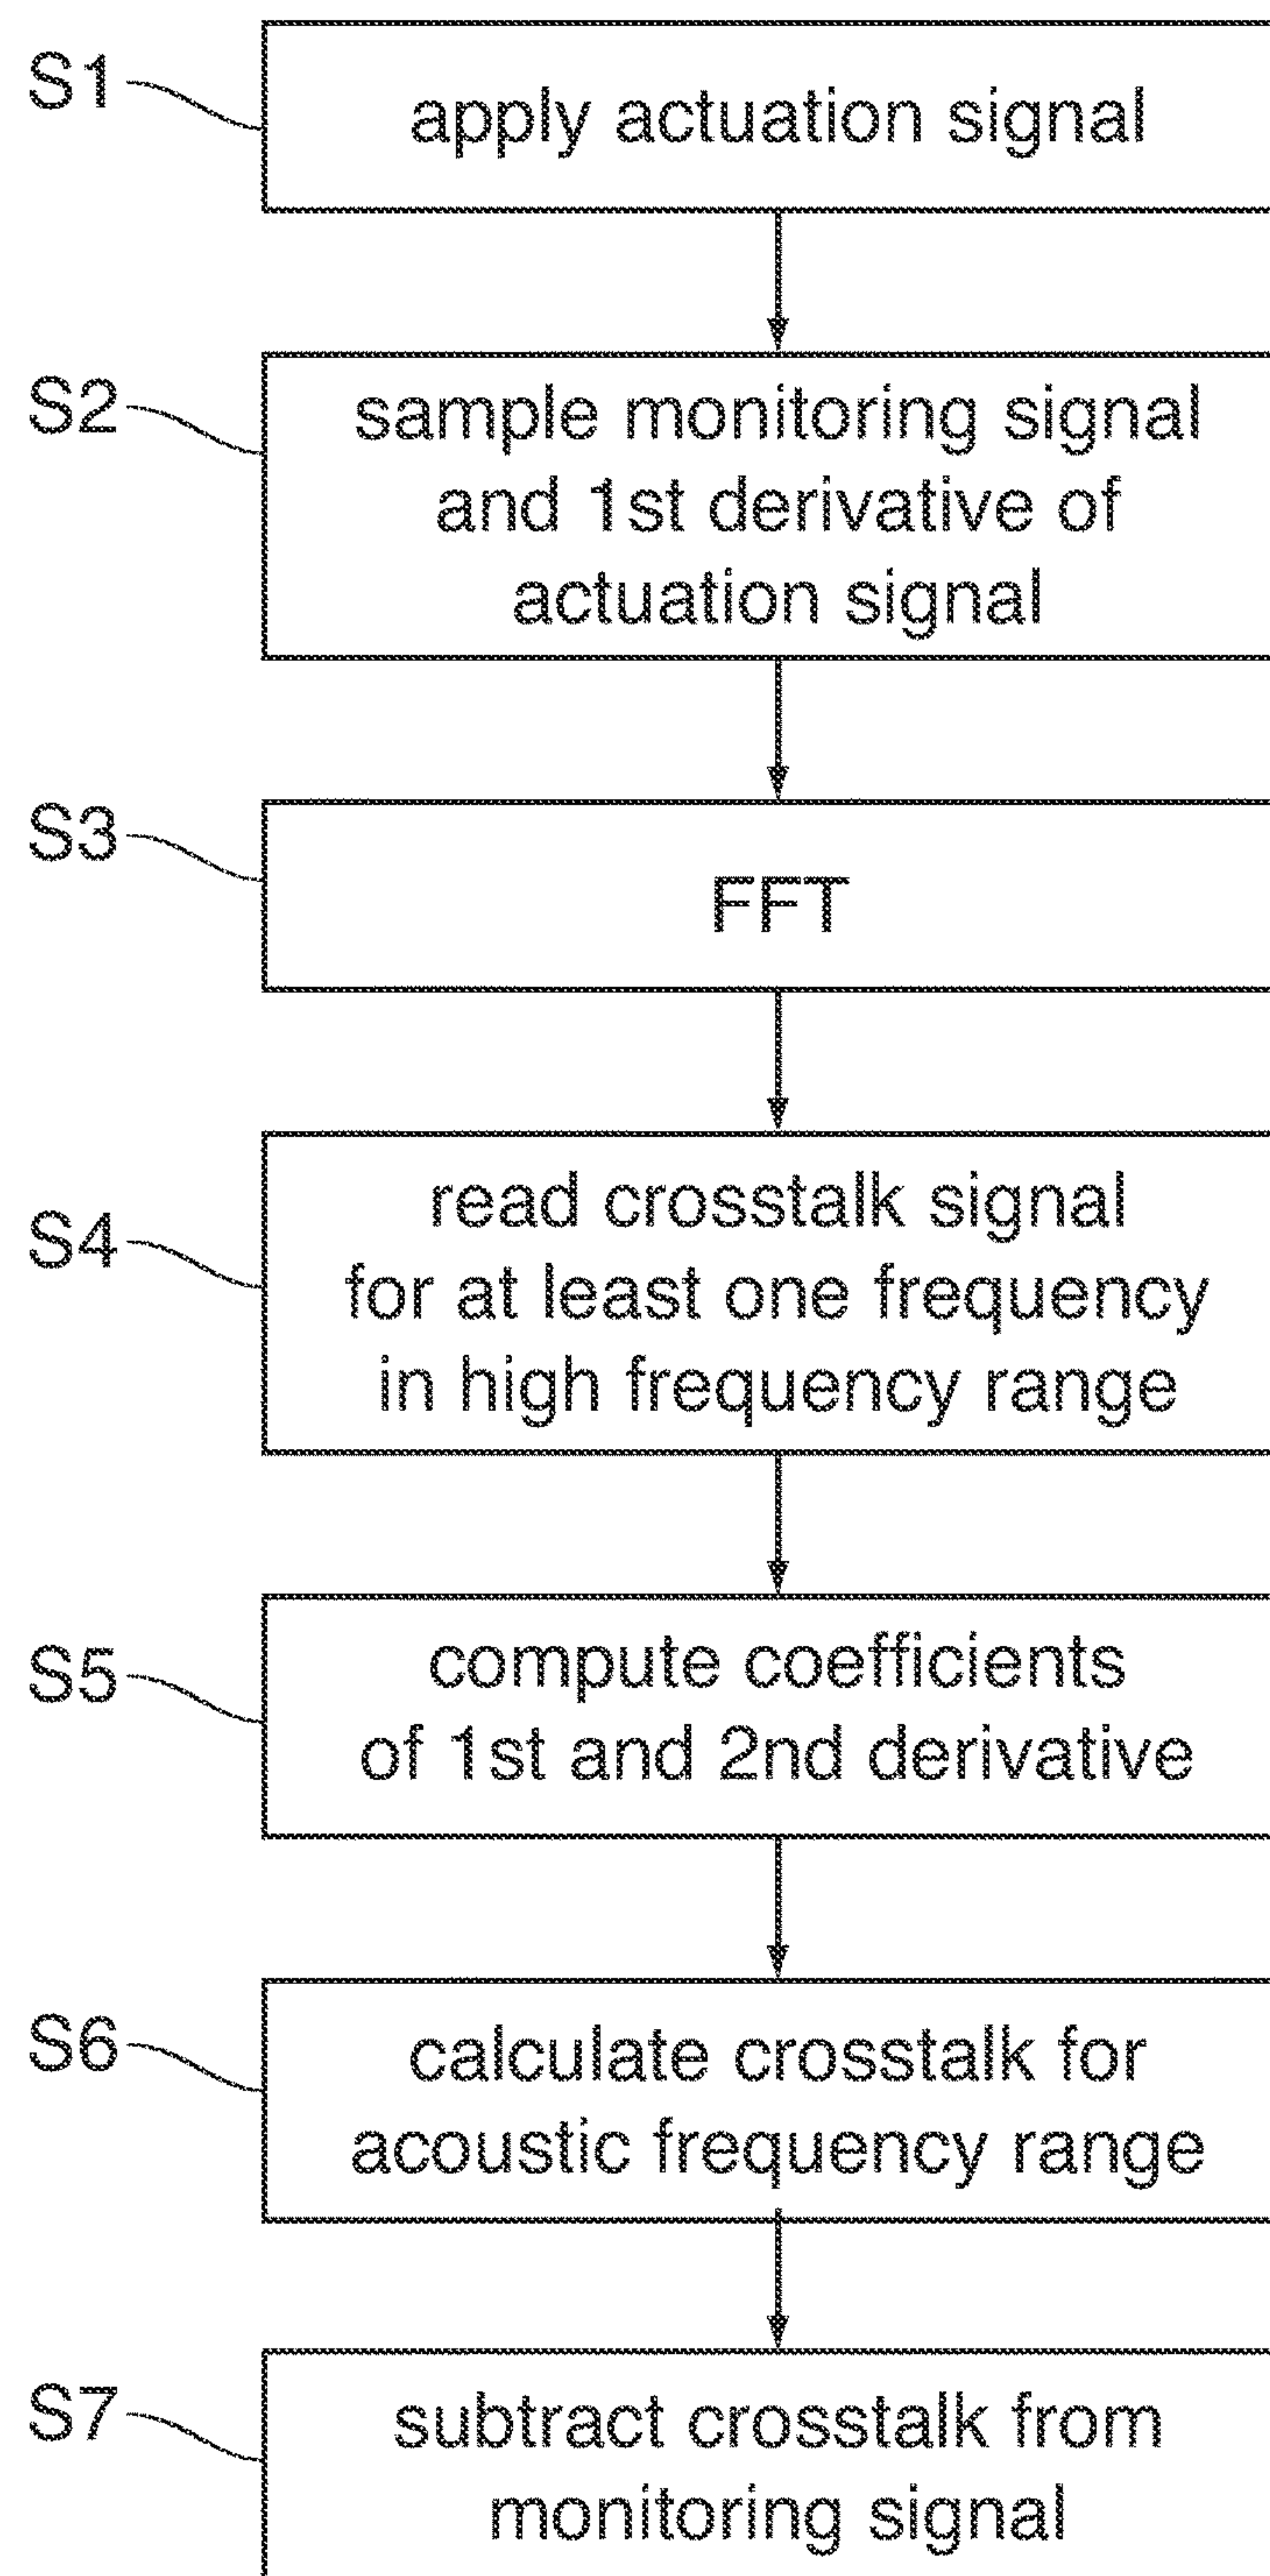 S1
apply actuation signal
S2
sample monitoring signal
and 1st derivative of
actuation signal
S3
FFT
S4
read crosstalk signal
for at least one frequency
in high frequency range
S5
compute coefficients
of 1st and 2nd derivative
S6
calculate crosstalk for
acoustic frequency range
S7
subtract crosstalk from
monitoring signal